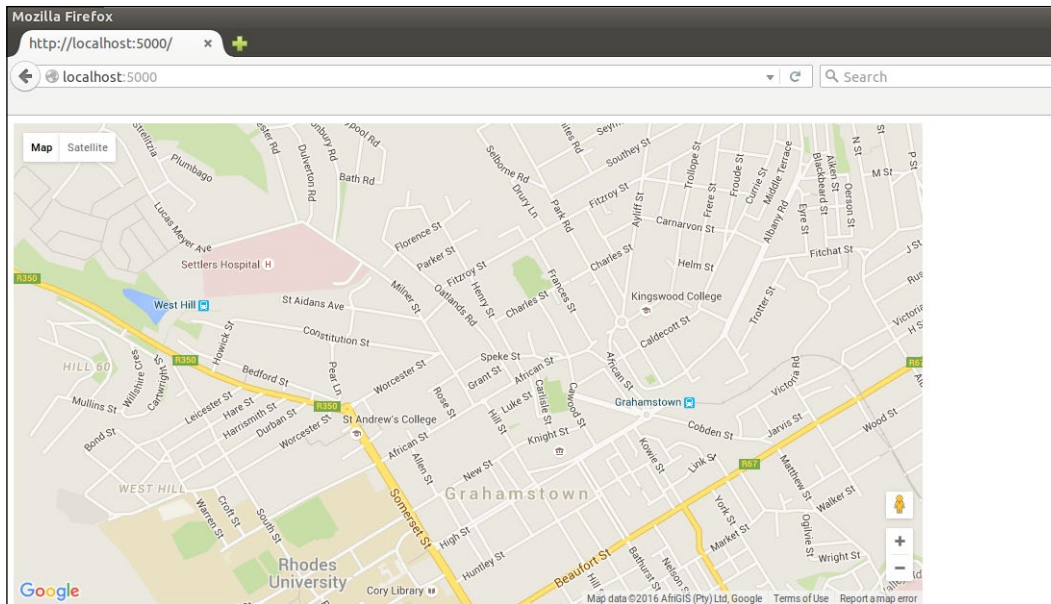 Mozilla Firefox
http://localhost:5000/ ×
localhost:5000
Search
Map Satellite
Strelitzia
Plumbago
Dulverton Rd
Bath Rd
Selborne Rd
Drury Ln
Park Rd
Southey St
Fitzroy St
Trollope St
Froude St
Frere St
Currie St
Middle Terrace
Albany Rd
Aiken St
Blackbeard St
Oerson St
Eyre St
N St
P St
M St
Ayliff St
Carnarvon St
Fitchat St
J St
Lucas Meyer Ave
Settlers Hospital H
Florence St
Parker St
Fitzroy St
Charles St
Helm St
R350
West Hill
St Aidans Ave
Milner St
Oatlands Rd
Henry St
Charles St
Frances St
Kingswood College
Trotter St
Howick St
Constitution St
Caldecott St
HILL 60
R350
Willshire Cres
Cartwright St
Bedford St
Pear Ln
Worcester St
Speke St
Grant St
African St
African St
Victoria Rd
Mullins St
Leicester St
Hare St
Harrismith St
Durban St
Worcester St
R350
St Andrew's College
Rose St
Luke St
Hill St
Carlisle St
Cawood St
Grahamstown
Bond St
African St
Allen St
Knight St
Cobden St
Jarvis St
Wood St
Kowie St
Link St
R67
WEST HILL
New St
Grahamstown
Matthew St
Walker St
Warren St
Croft St
South St
Somerset St
High St
York St
Market St
Ogilvie St
Wright St
Rhodes
University
Huntley St
Beaufort St
Bathurst St
Nelson St
Cory Library
Google
Map data ©2016 AfriGIS (Pty) Ltd, Google Terms of Use Report a map error